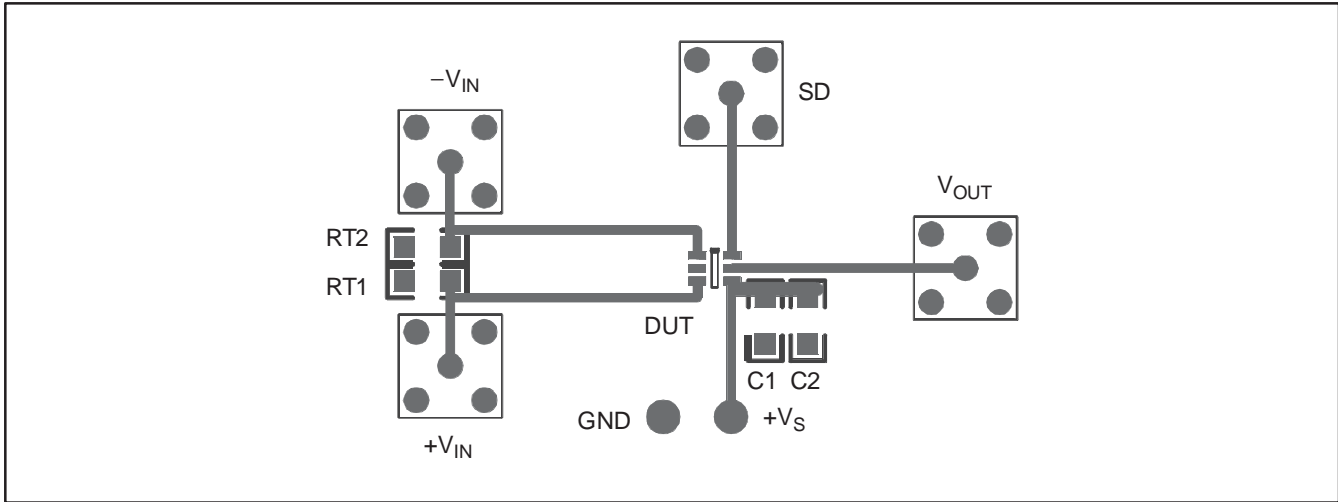 −VIN
SD
VOUT
RT2
RT1
DUT
C1 C2
GND
+VS
+VIN